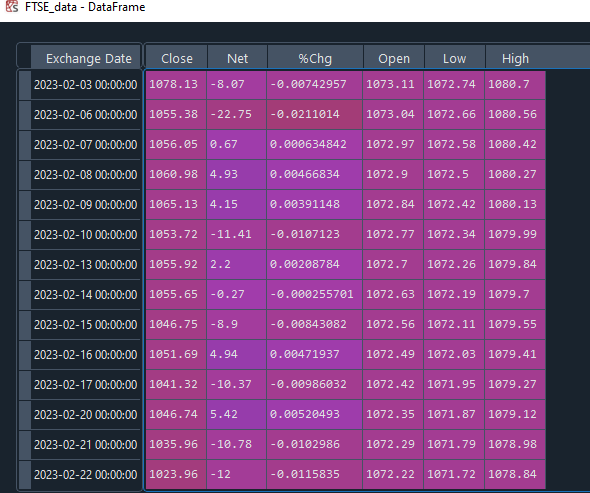 FTSE_data - DataFrame
Exchange Date Close Net %Chg Open Low High
2023-02-03 00:00:00 1078.13 -8.07 -0.00742957 1073.11 1072.74 1080.7
2023-02-06 00:00:00 1055.38 -22.75 -0.0211014 1073.04 1072.66 1080.56
2023-02-07 00:00:00 1056.05 0.67 0.000634842 1072.97 1072.58 1080.42
2023-02-08 00:00:00 1060.98 4.93 0.00466834 1072.9 1072.5 1080.27
2023-02-09 00:00:00 1065.13 4.15 0.00391148 1072.84 1072.42 1080.13
2023-02-10 00:00:00 1053.72 -11.41 -0.0107123 1072.77 1072.34 1079.99
2023-02-13 00:00:00 1055.92 2.2 0.00208784 1072.7 1072.26 1079.84
2023-02-14 00:00:00 1055.65 -0.27 -0.000255701 1072.63 1072.19 1079.7
2023-02-15 00:00:00 1046.75 -8.9 -0.00843082 1072.56 1072.11 1079.55
2023-02-16 00:00:00 1051.69 4.94 0.00471937 1072.49 1072.03 1079.41
2023-02-17 00:00:00 1041.32 -10.37 -0.00986032 1072.42 1071.95 1079.27
2023-02-20 00:00:00 1046.74 5.42 0.00520493 1072.35 1071.87 1079.12
2023-02-21 00:00:00 1035.96 -10.78 -0.0102986 1072.29 1071.79 1078.98
2023-02-22 00:00:00 1023.96 -12 -0.0115835 1072.22 1071.72 1078.84